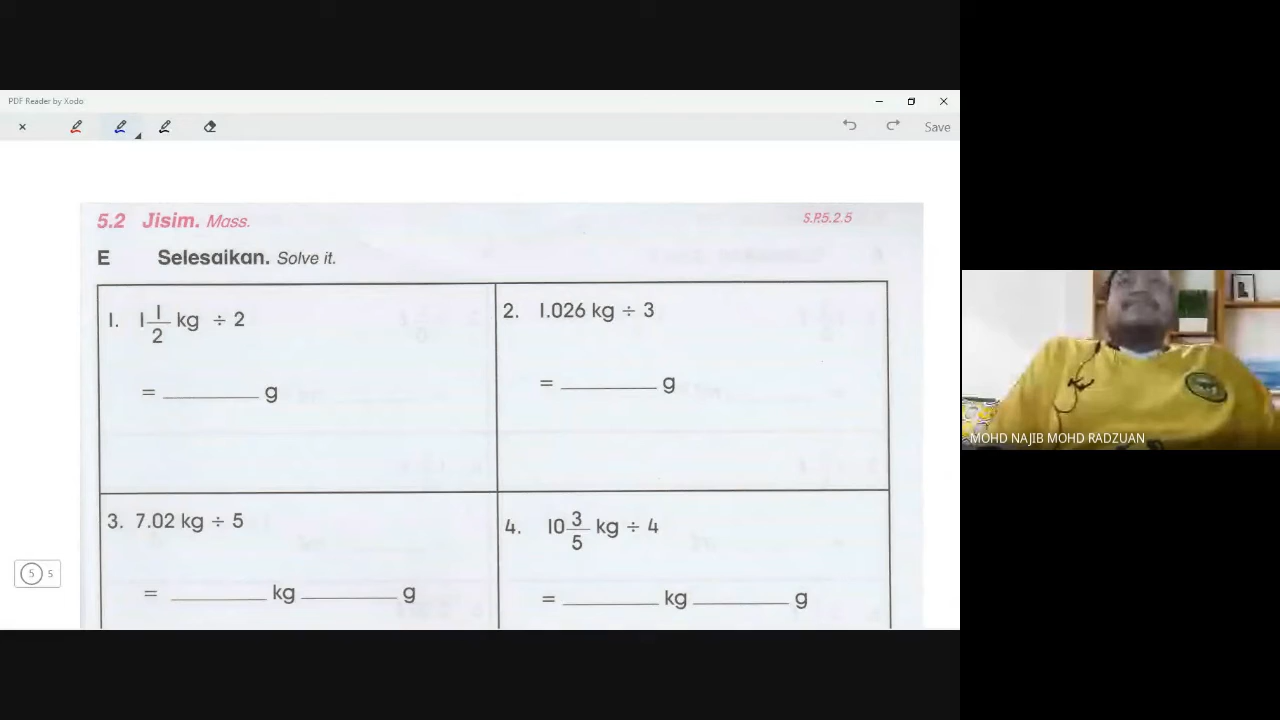 PDF Reader by Xodo
Save
5.2 Jisim. Mass.
S.P.5.2.5
E Selesaikan. Solve it.
1. 1 1/2 kg ÷ 2
= ________ g
2. 1.026 kg ÷ 3
= ________ g
3. 7.02 kg ÷ 5
= ________ kg ________ g
4. 10 3/5 kg ÷ 4
= ________ kg ________ g
5 5
MOHD NAJIB MOHD RADZUAN